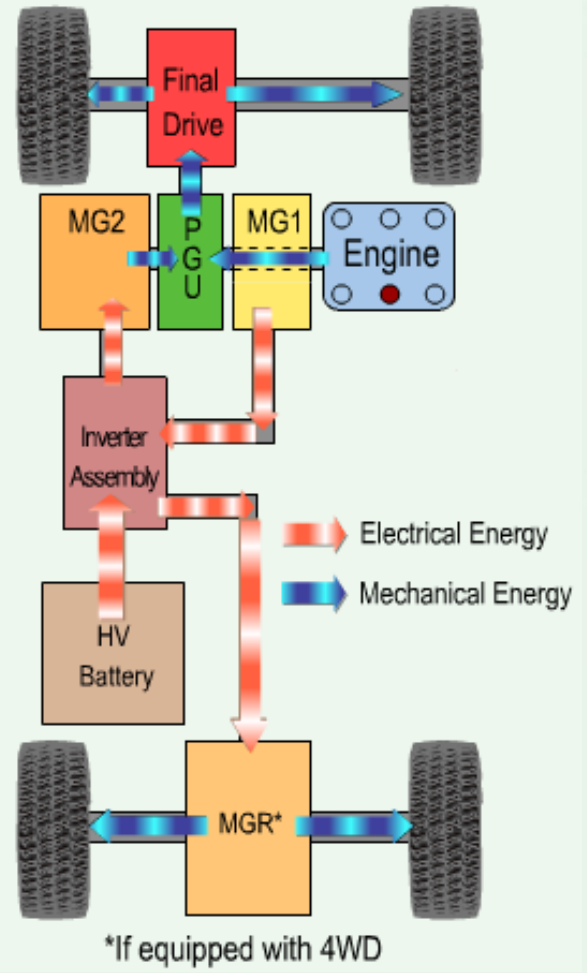 Final
Drive
MG2
P
G
U
MG1
Engine
Inverter
Assembly
Electrical Energy
Mechanical Energy
HV
Battery
MGR*
*If equipped with 4WD